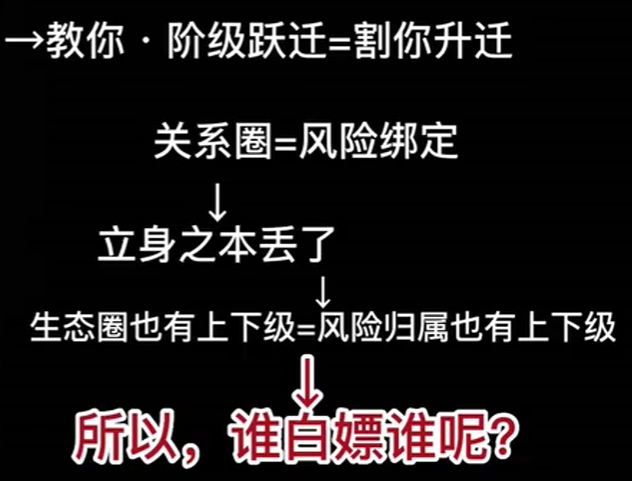 →教你·阶级跃迁=割你升迁
关系圈=风险绑定
↓
立身之本丢了
↓
生态圈也有上下级=风险归属也有上下级
↓
所以，谁白嫖谁呢？